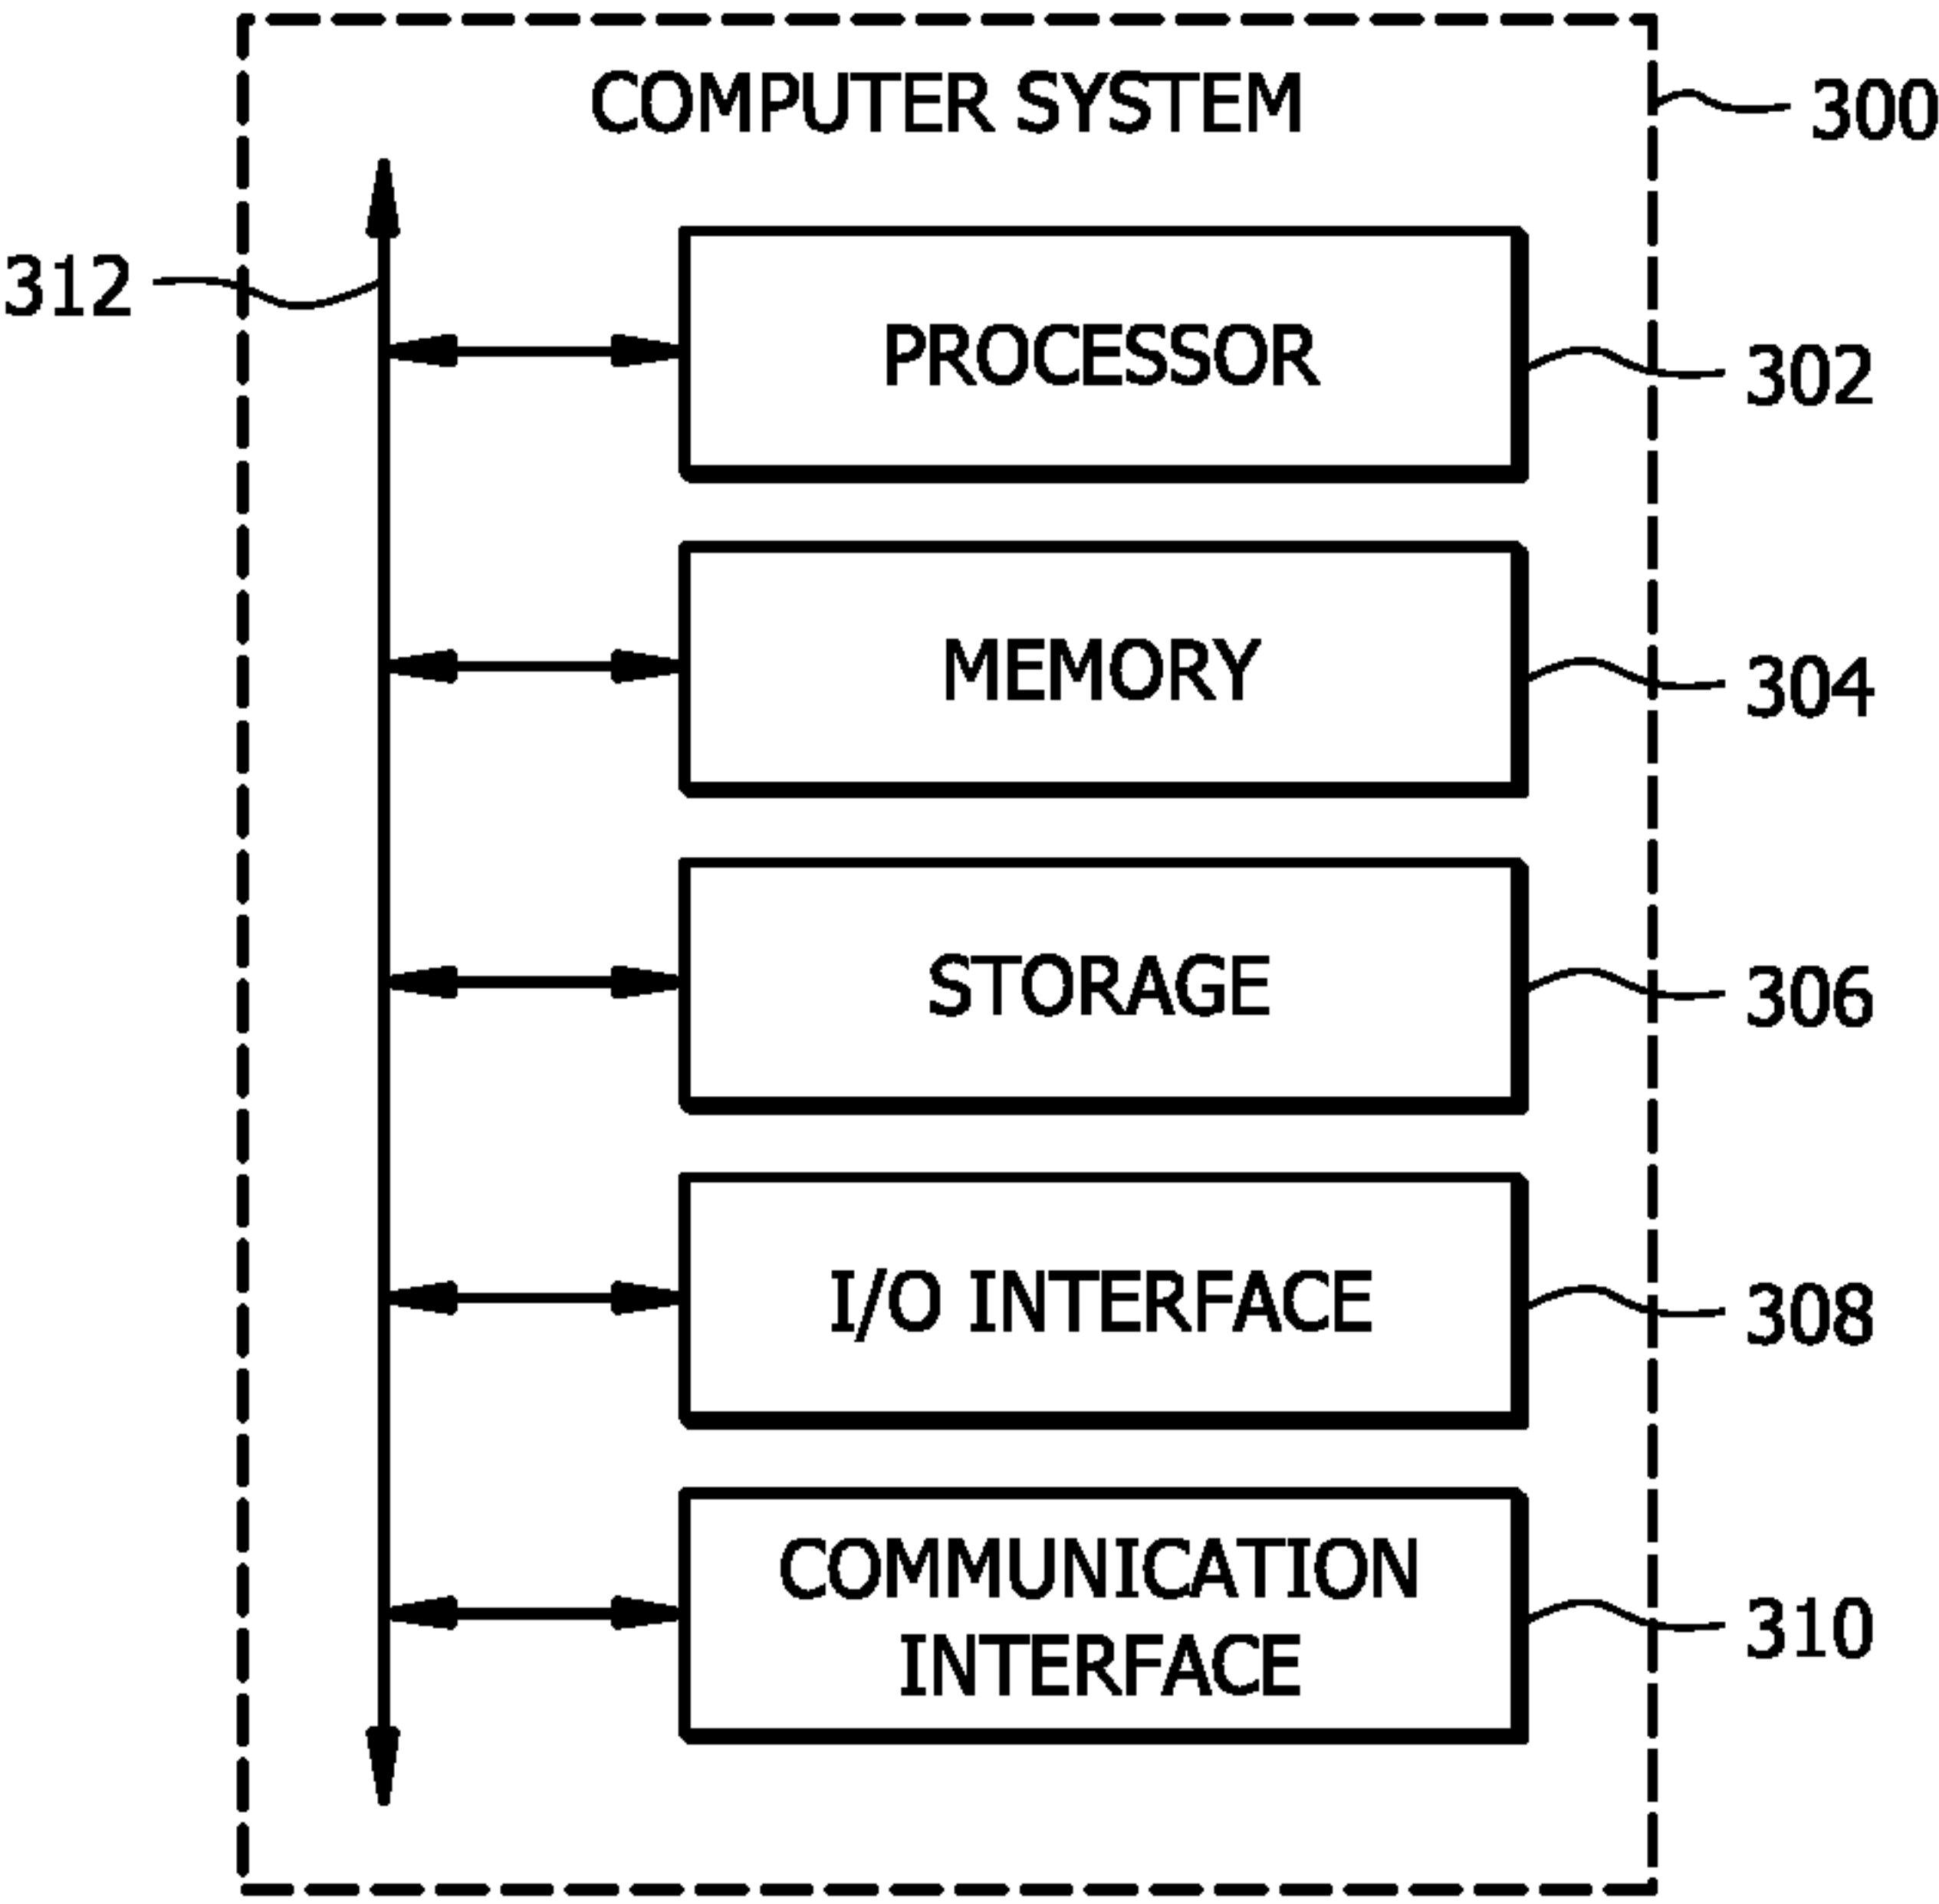 COMPUTER SYSTEM
300
312
PROCESSOR
302
MEMORY
304
STORAGE
306
I/O INTERFACE
308
COMMUNICATION
INTERFACE
310